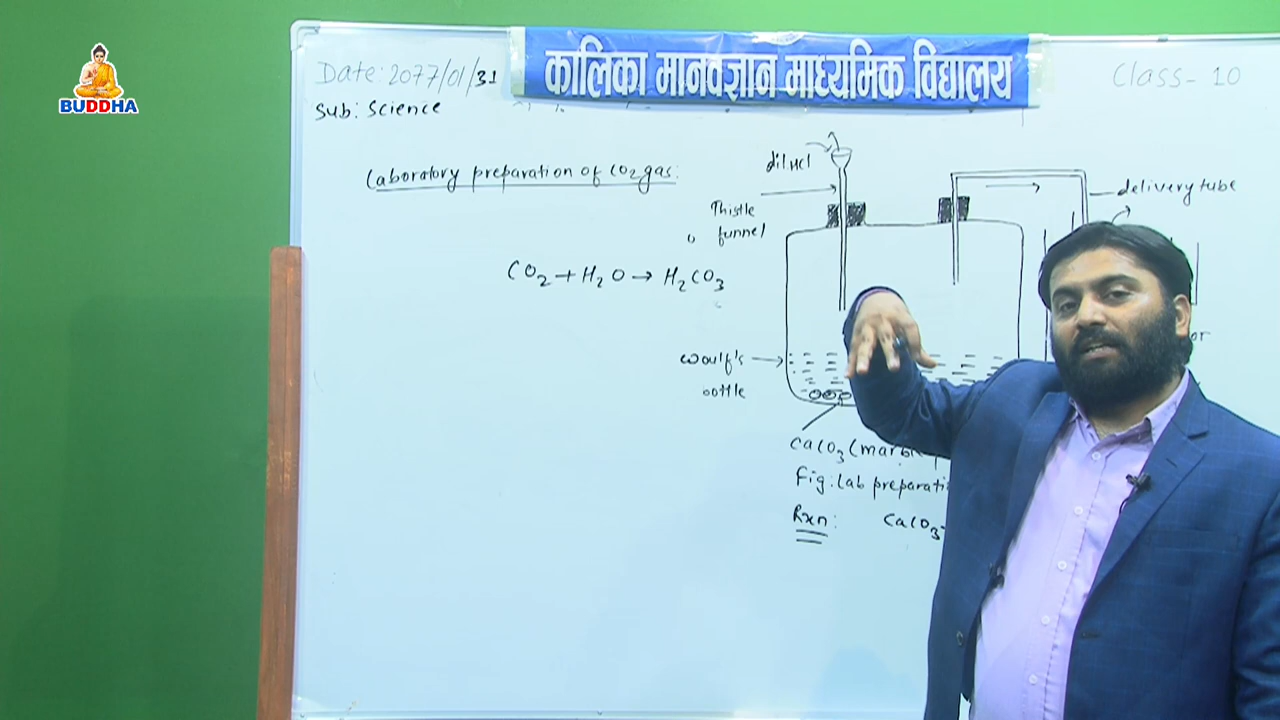 BUDDHA
कालिका मानवज्ञान माध्यमिक विद्यालय
Date: 2077/01/31
Class- 10
Sub: Science
Laboratory preparation of CO2 gas:
dil.HCl
delivery tube
Thistle
funnel
CO2 + H2O → H2CO3
woulf's
bottle
CaCO3 (marb
Fig: Lab preparati
Rxn: CaCO3